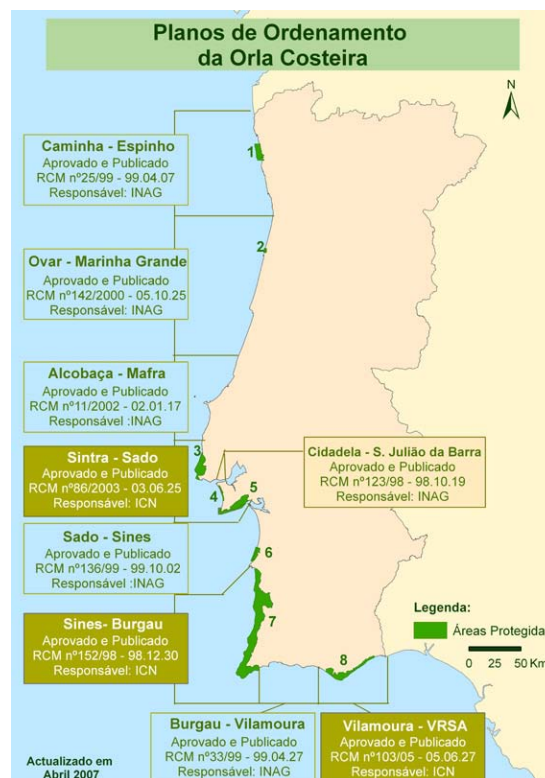 Planos de Ordenamento
da Orla Costeira
N
Caminha - Espinho
Aprovado e Publicado
RCM nº25/99 - 99.04.07
Responsável: INAG
1
2
Ovar - Marinha Grande
Aprovado e Publicado
RCM nº142/2000 - 05.10.25
Responsável: INAG
Alcobaça - Mafra
Aprovado e Publicado
RCM nº11/2002 - 02.01.17
Responsável :INAG
3
Sintra - Sado
Aprovado e Publicado
RCM nº86/2003 - 03.06.25
Responsável: ICN
Cidadela - S. Julião da Barra
Aprovado e Publicado
RCM nº123/98 - 98.10.19
Responsável: INAG
4
5
Sado - Sines
Aprovado e Publicado
RCM nº136/99 - 99.10.02
Responsável :INAG
6
Sines- Burgau
Aprovado e Publicado
RCM nº152/98 - 98.12.30
Responsável: ICN
7
8
Legenda:
Áreas Protegida
0 25 50 Km
Burgau - Vilamoura
Aprovado e Publicado
RCM nº33/99 - 99.04.27
Responsável: INAG
Vilamoura - VRSA
Aprovado e Publicado
RCM nº103/05 - 05.06.27
Responsável: ICN
Actualizado em
Abril 2007